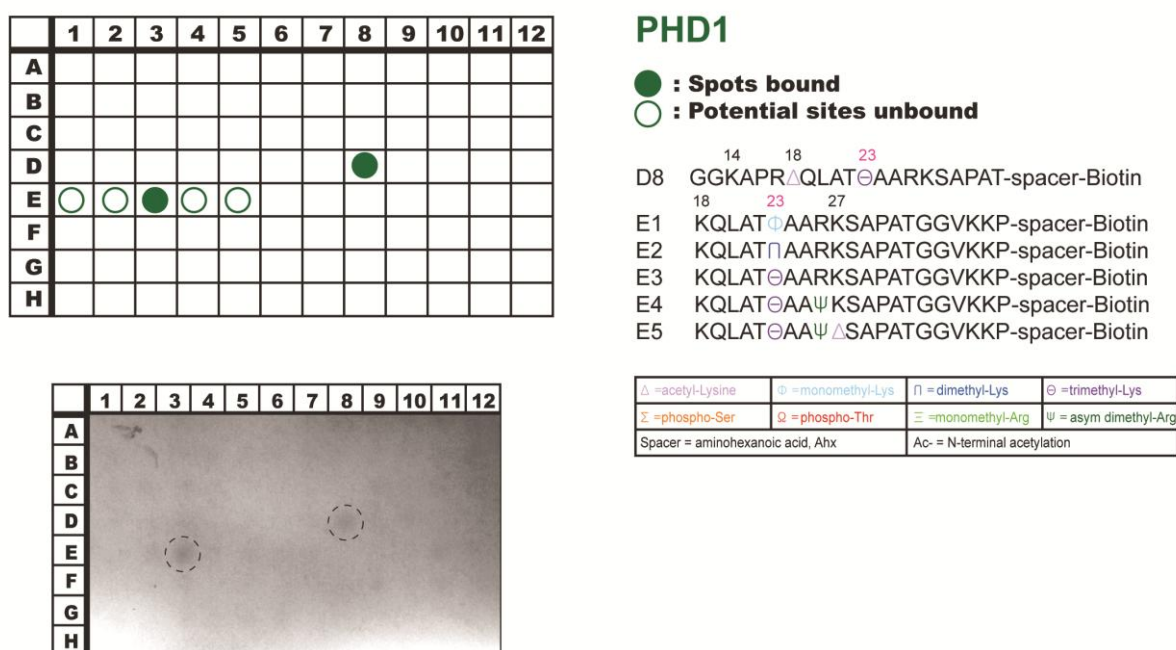 1 2 3 4 5 6 7 8 9 10 11 12
A
B
C
D
E
F
G
H
PHD1
: Spots bound
: Potential sites unbound
14 18 23
D8 GGKAPRΔQLATΘAARKSAPAT-spacer-Biotin
18 23 27
E1 KQLATΦAARKSAPATGGVKKP-spacer-Biotin
E2 KQLATΠAARKSAPATGGVKKP-spacer-Biotin
E3 KQLATΘAARKSAPATGGVKKP-spacer-Biotin
E4 KQLATΘAAΨKSAPATGGVKKP-spacer-Biotin
E5 KQLATΘAAΨΔSAPATGGVKKP-spacer-Biotin
Δ =acetyl-Lysine Φ =monomethyl-Lys Π =dimethyl-Lys Θ =trimethyl-Lys
Σ =phospho-Ser Ω =phospho-Thr Ξ =monomethyl-Arg Ψ =asym dimethyl-Arg
Spacer = aminohexanoic acid, Ahx Ac- = N-terminal acetylation
1 2 3 4 5 6 7 8 9 10 11 12
A
B
C
D
E
F
G
H